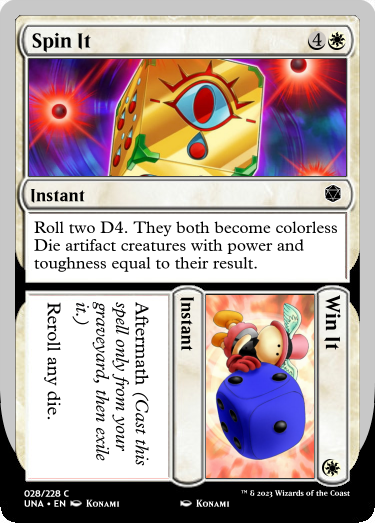 Spin It
4
Instant
Roll two D4. They both become colorless
Die artifact creatures with power and
toughness equal to their result.
Win It
Instant
Aftermath (Cast this
spell only from your
graveyard, then exile
it.)
Reroll any die.
028/228 C
UNA • EN Konami
Konami
™ & © 2023 Wizards of the Coast